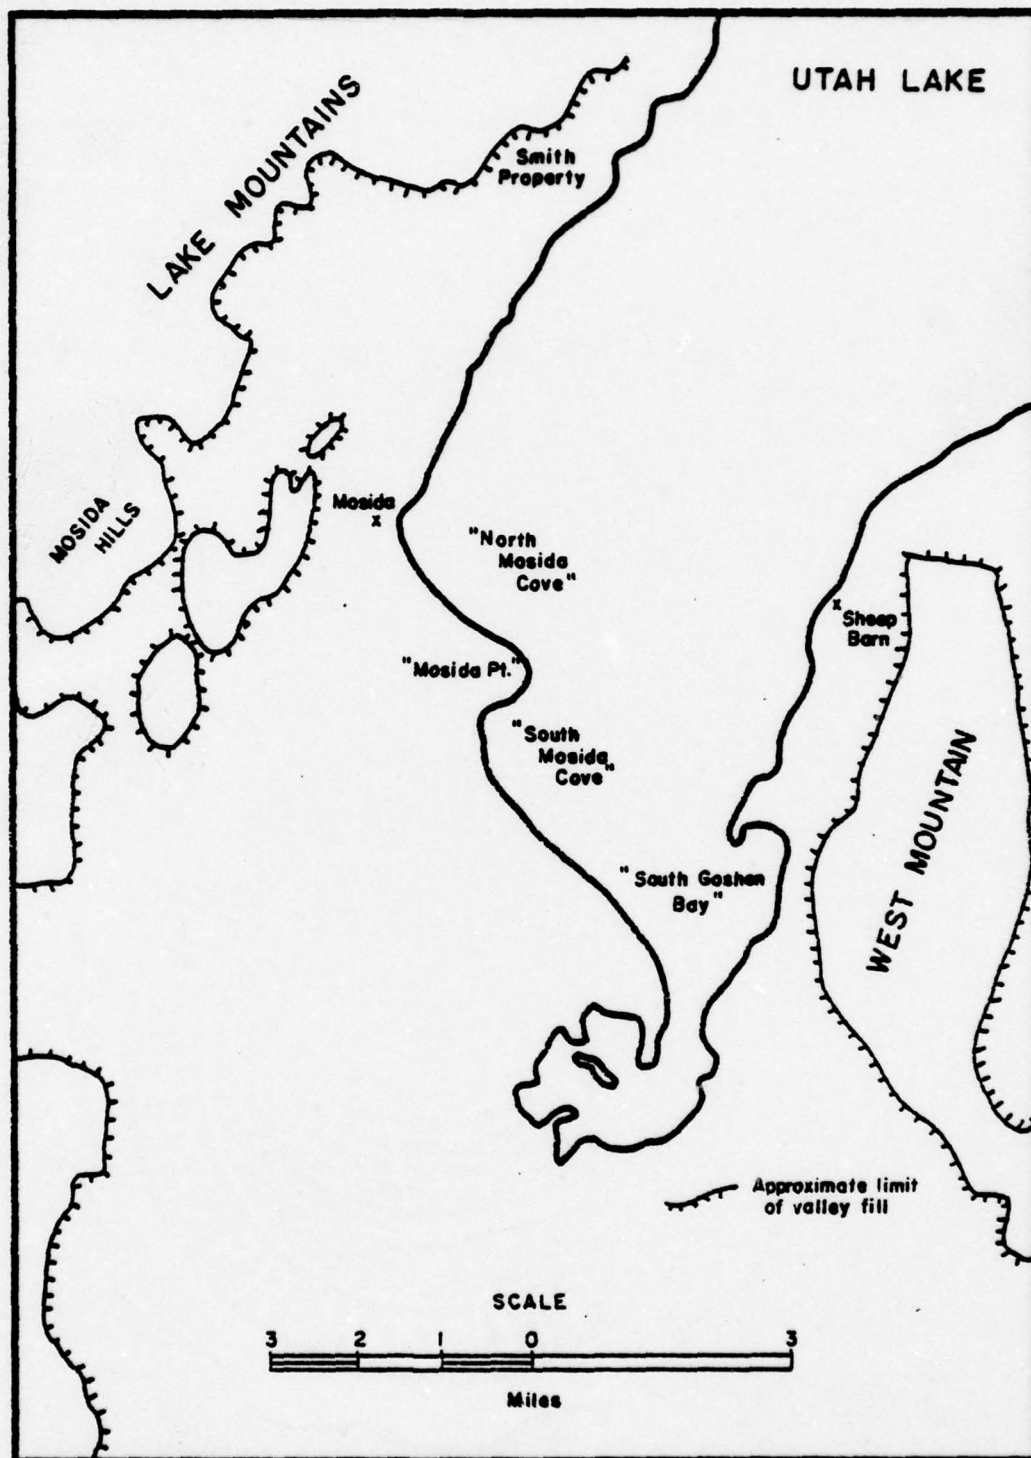 UTAH LAKE
LAKE MOUNTAINS
Smith
Property
MOSIDA
HILLS
Mosida
x
"North
Mosida
Cove"
x
Sheep
Barn
"Mosida Pt."
"South
Mosida
Cove"
WEST MOUNTAIN
"South Goshen
Bay"
Approximate limit
of valley fill
SCALE
3 2 1 0 3
Miles